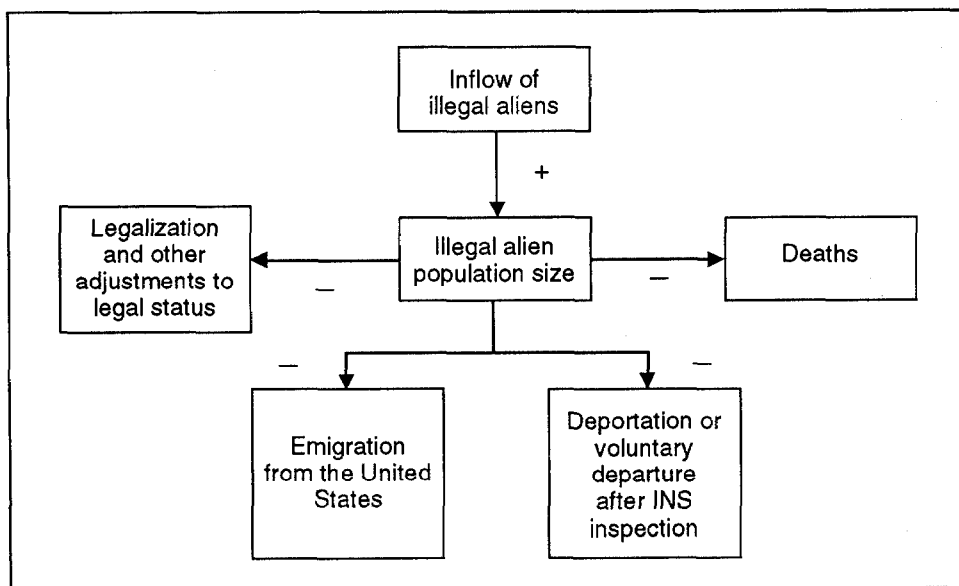 Inflow of
illegal aliens
+
Legalization
and other
adjustments to
legal status
—
Illegal alien
population size
—
Deaths
—
Emigration
from the United
States
—
Deportation or
voluntary
departure
after INS
inspection